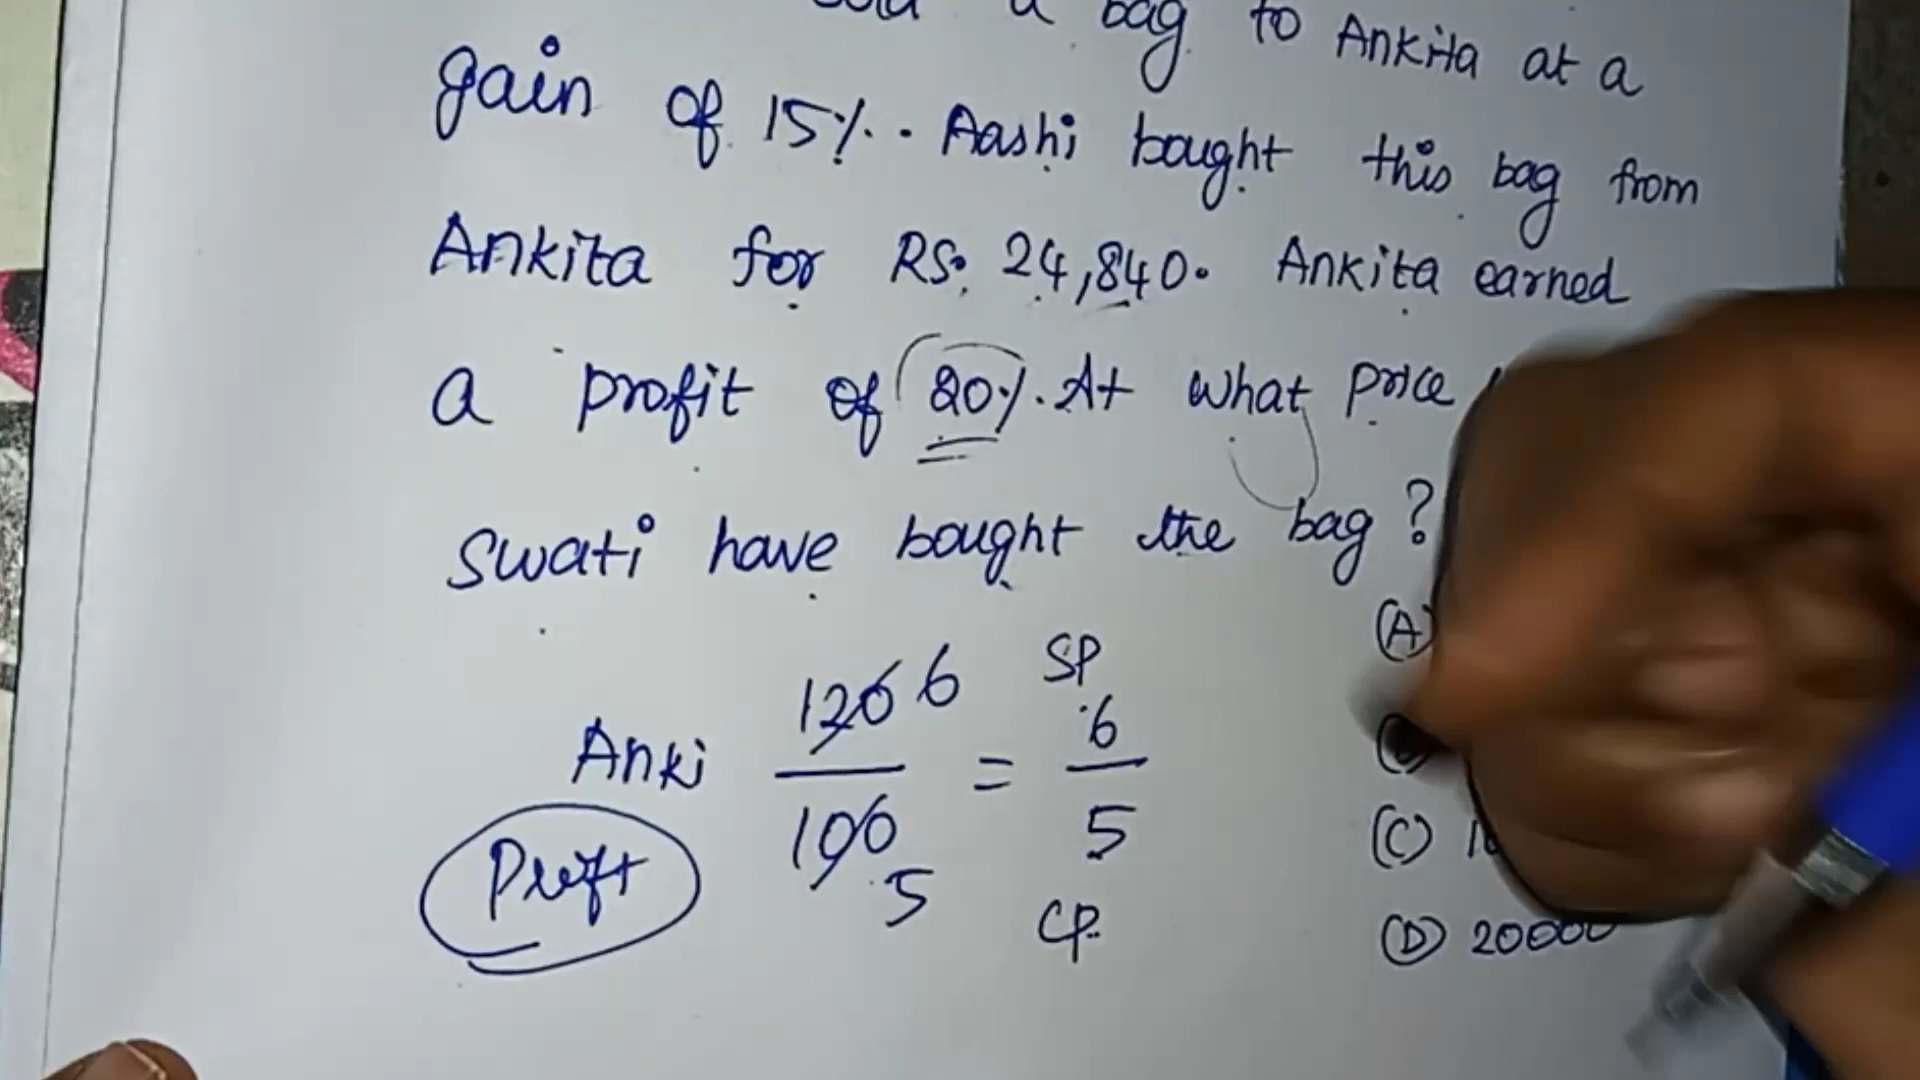 a bag to Ankita at a
gain of 15%. Aashi bought this bag from
Ankita for RS. 24,840. Ankita earned
a profit of 20%. At what price
swati have bought the bag?
(A)
1200 6 SP 6
Anki =
100 5 5 (C)
Profit
CP (D) 20000